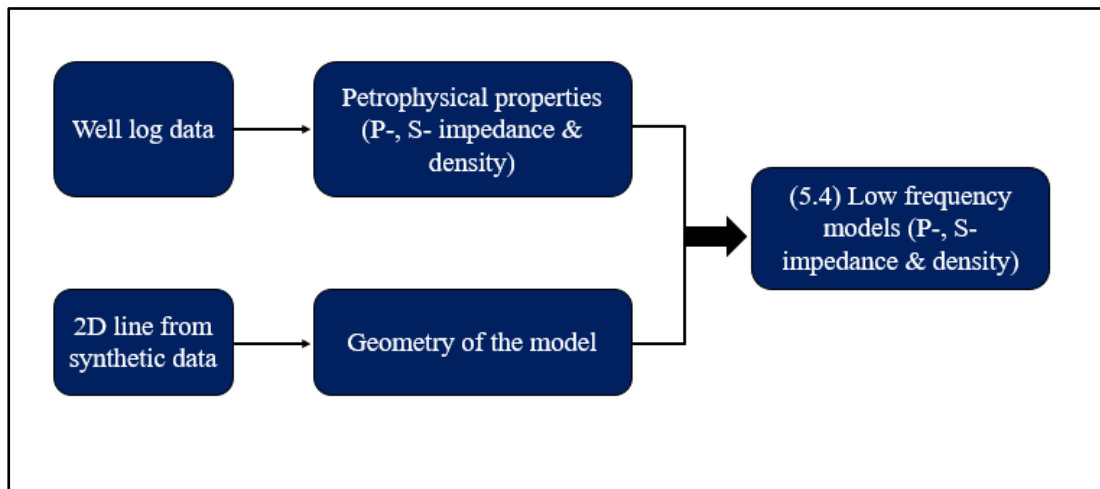 Well log data
Petrophysical properties
(P-, S- impedance &
density)
(5.4) Low frequency
models (P-, S-
impedance & density)
2D line from
synthetic data
Geometry of the model